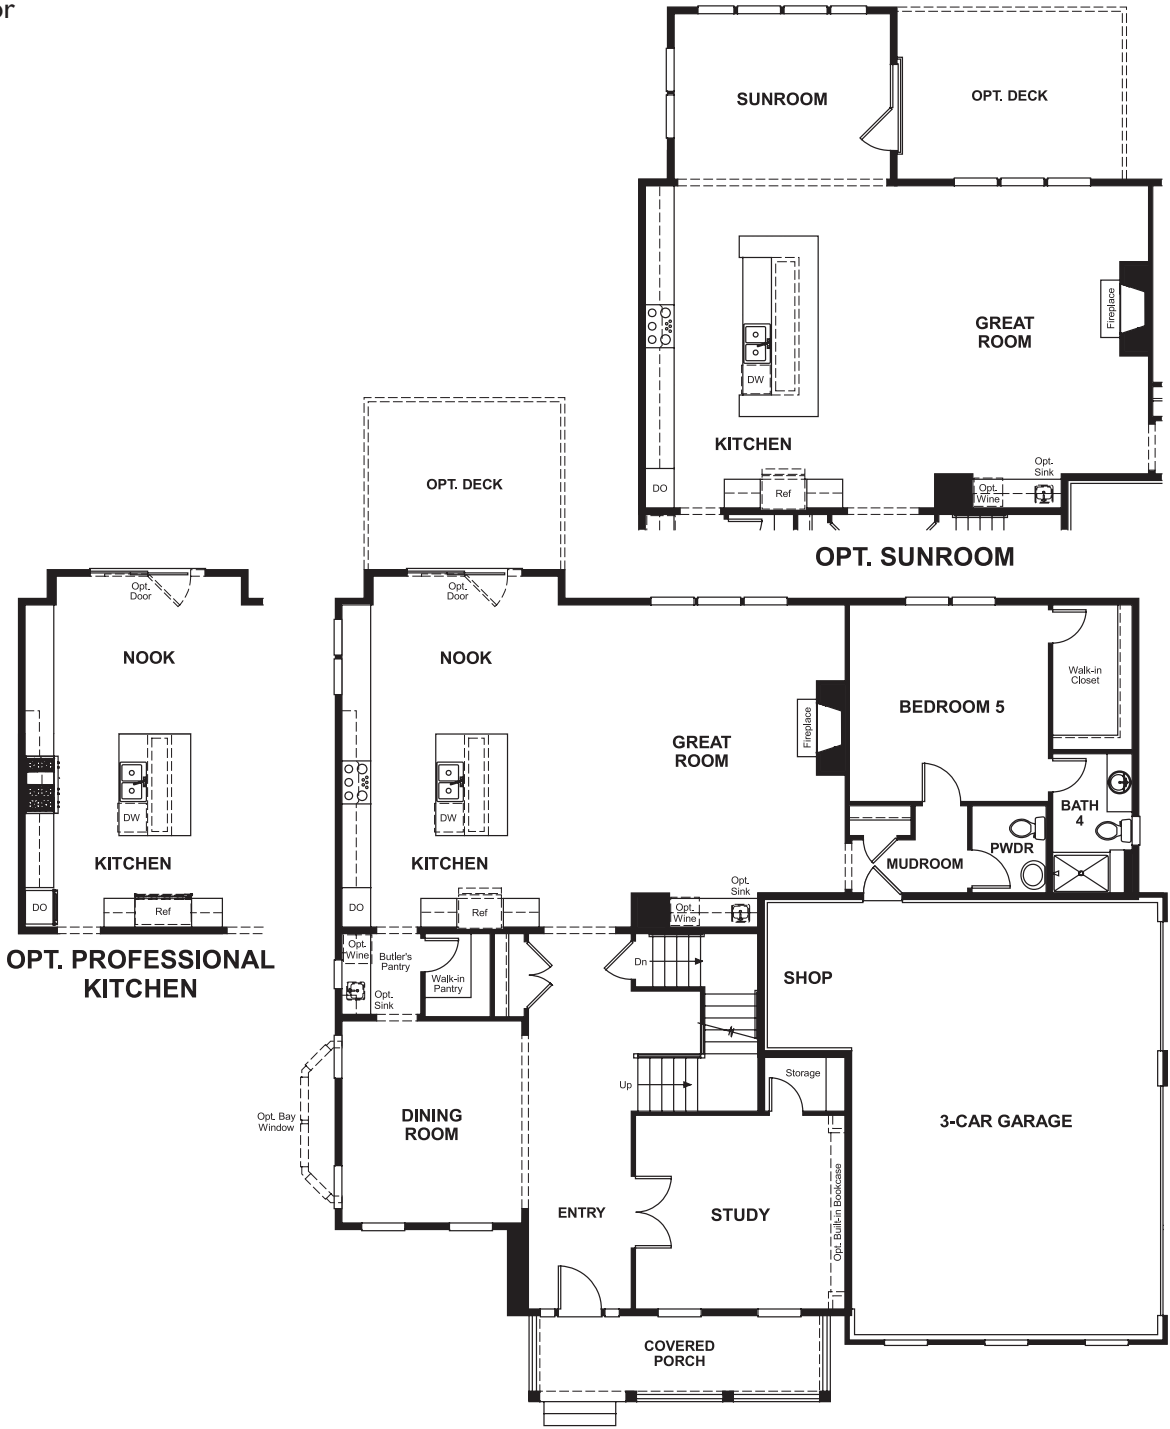 or
SUNROOM
OPT. DECK
GREAT
ROOM
Fireplace
DW
KITCHEN
DO
Ref
Opt.
Wine
Opt.
Sink
OPT. SUNROOM
OPT. DECK
Opt.
Door
NOOK
DW
KITCHEN
DO
Ref
OPT. PROFESSIONAL
KITCHEN
Opt.
Door
NOOK
GREAT
ROOM
Fireplace
BEDROOM 5
Walk-in
Closet
DW
KITCHEN
DO
Ref
BATH
4
PWDR
MUDROOM
Opt.
Sink
Opt.
Wine
Opt.
Wine
Butler's
Pantry
Opt.
Sink
Walk-in
Pantry
Dn
SHOP
Up
Storage
Opt. Bay
Window
DINING
ROOM
3-CAR GARAGE
ENTRY
STUDY
Opt. Built-in Bookcase
COVERED
PORCH